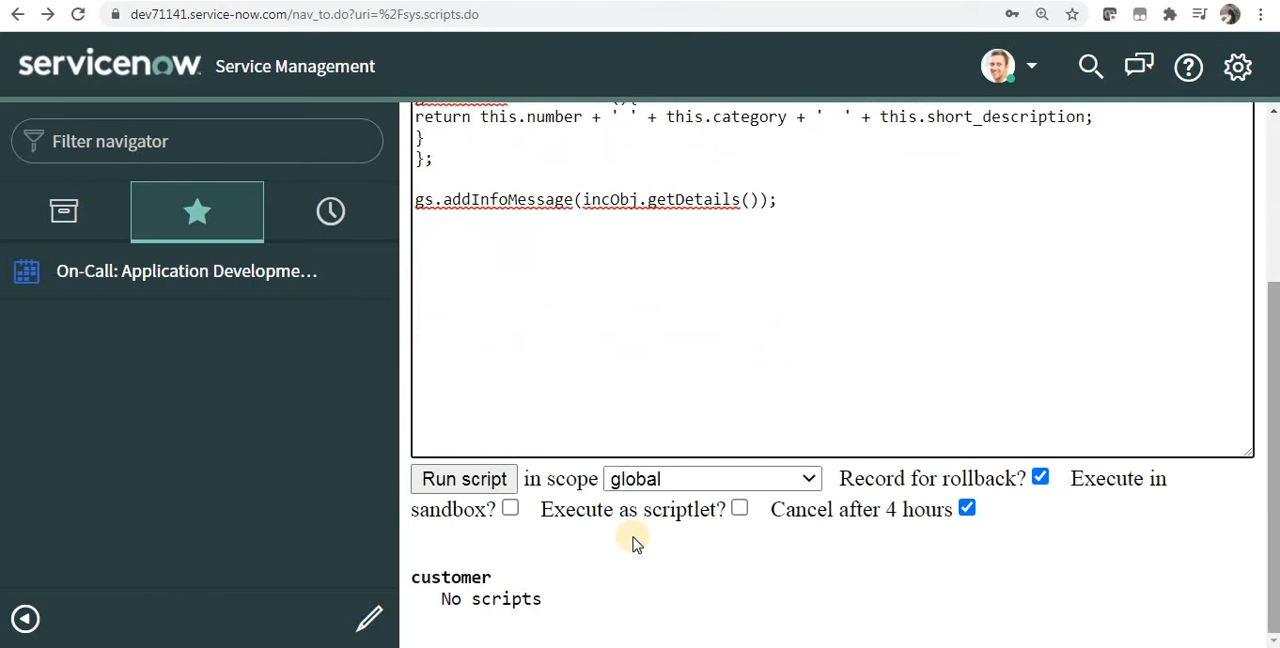 dev71141.service-now.com/nav_to.do?uri=%2Fsys.scripts.do
servicenow Service Management
Filter navigator
On-Call: Application Developme...
return this.number + ' ' + this.category + '  ' + this.short_description;
}
};
gs.addInfoMessage(incObj.getDetails());
Run script in scope global Record for rollback? Execute in
sandbox? Execute as scriptlet? Cancel after 4 hours
customer
No scripts